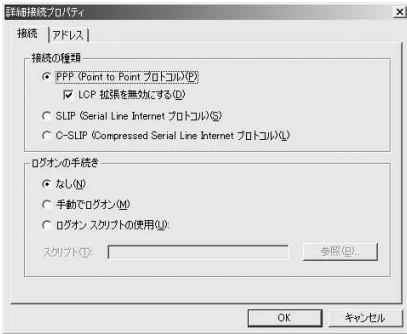 詳細接続プロパティ
接続 アドレス
接続の種類
PPP (Point to Point プロトコル)(P)
LCP 拡張を無効にする(D)
SLIP (Serial Line Internet プロトコル)(S)
C-SLIP (Compressed Serial Line Internet プロトコル)(L)
ログオンの手続き
なし(N)
手動でログオン(M)
ログオン スクリプトの使用(U):
スクリプト(T): 参照(B)...
OK キャンセル